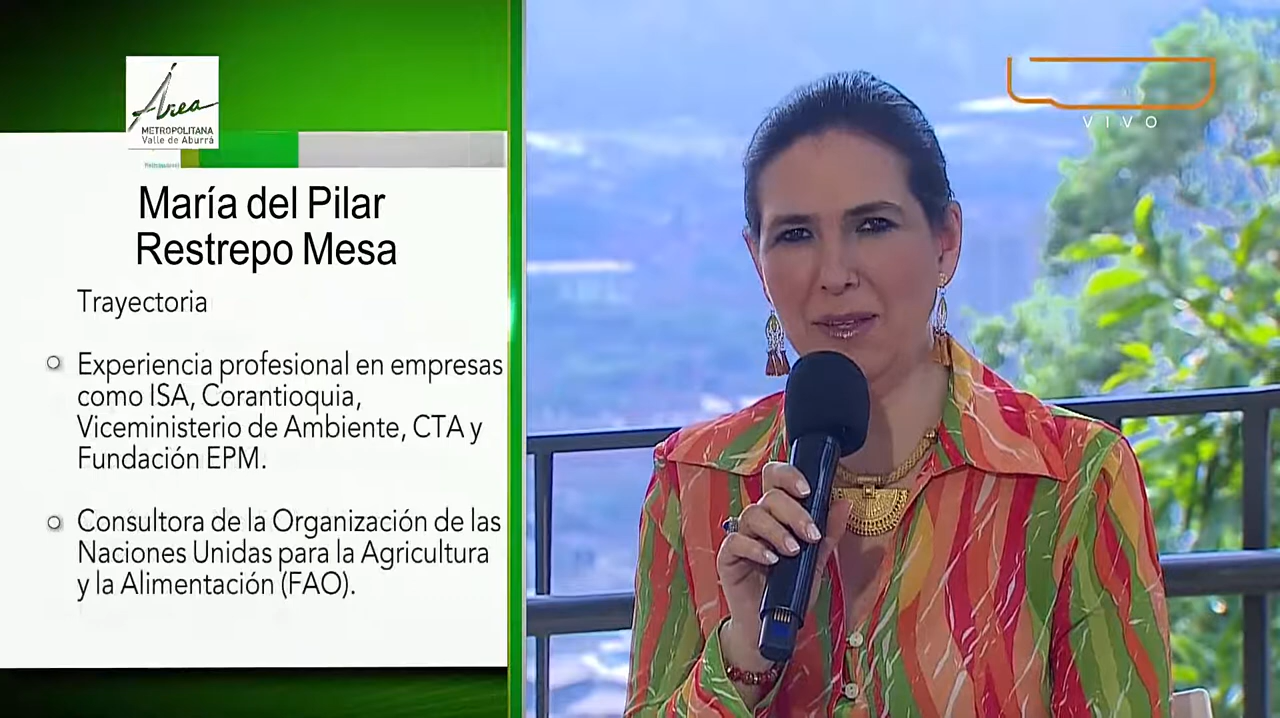 Área
METROPOLITANA
Valle de Aburrá
María del Pilar
Restrepo Mesa
Trayectoria
Experiencia profesional en empresas
como ISA, Corantioquia,
Viceministerio de Ambiente, CTA y
Fundación EPM.
Consultora de la Organización de las
Naciones Unidas para la Agricultura
y la Alimentación (FAO).
VIVO